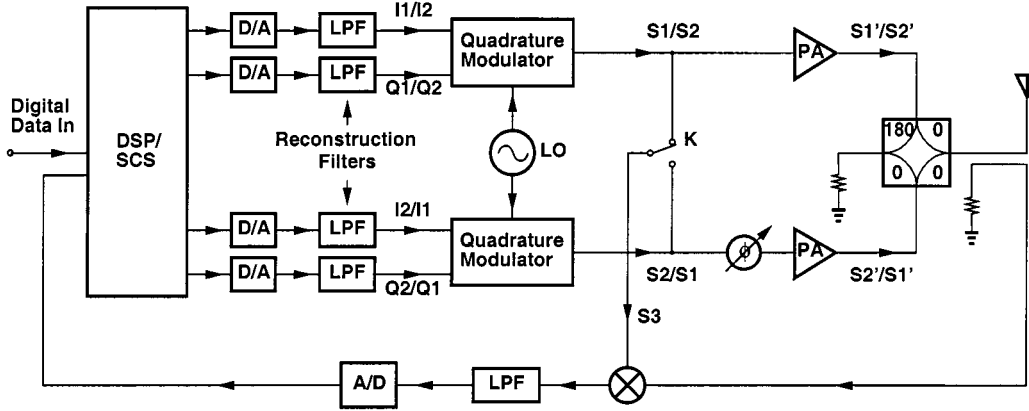 D/A
LPF
I1/I2
Quadrature
Modulator
S1/S2
PA
S1'/S2'
D/A
LPF
Q1/Q2
Digital
Data In
DSP/
SCS
Reconstruction
Filters
LO
K
180 0
0 0
D/A
LPF
I2/I1
Quadrature
Modulator
S2/S1
ϕ
PA
S2'/S1'
D/A
LPF
Q2/Q1
S3
A/D
LPF